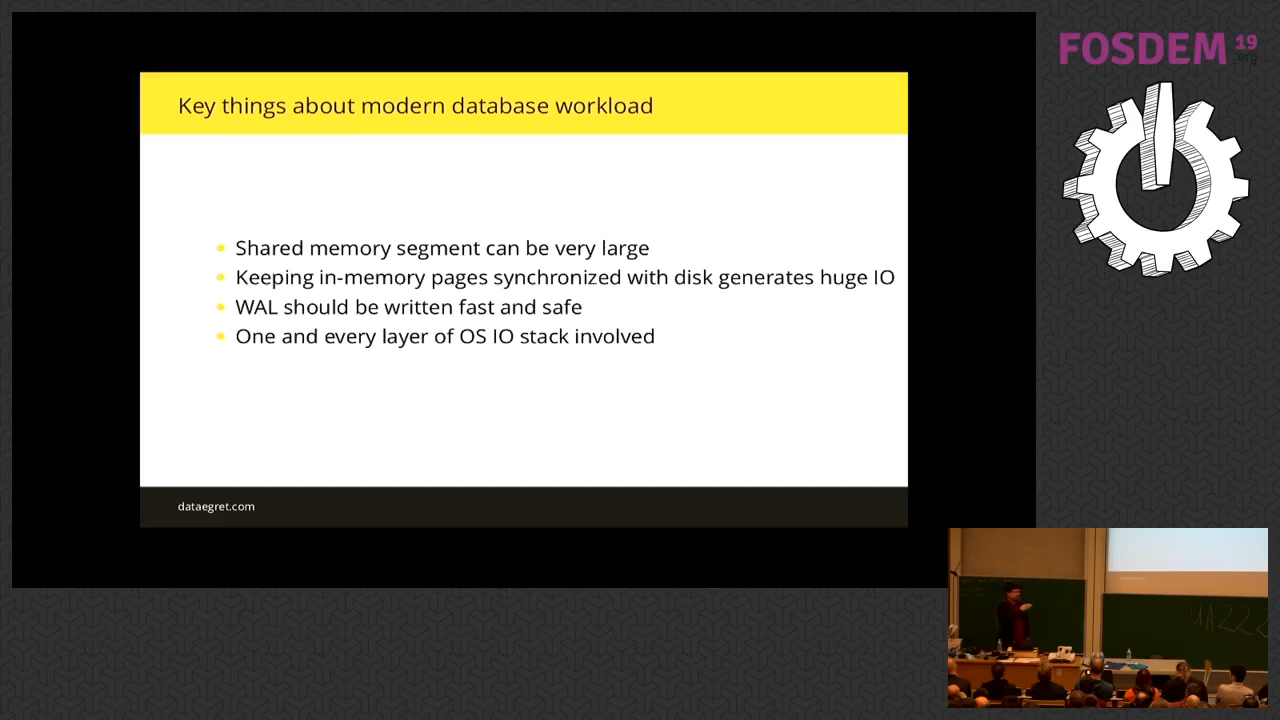 Key things about modern database workload
Shared memory segment can be very large
Keeping in-memory pages synchronized with disk generates huge IO
WAL should be written fast and safe
One and every layer of OS IO stack involved
dataegret.com
FOSDEM 19
.org